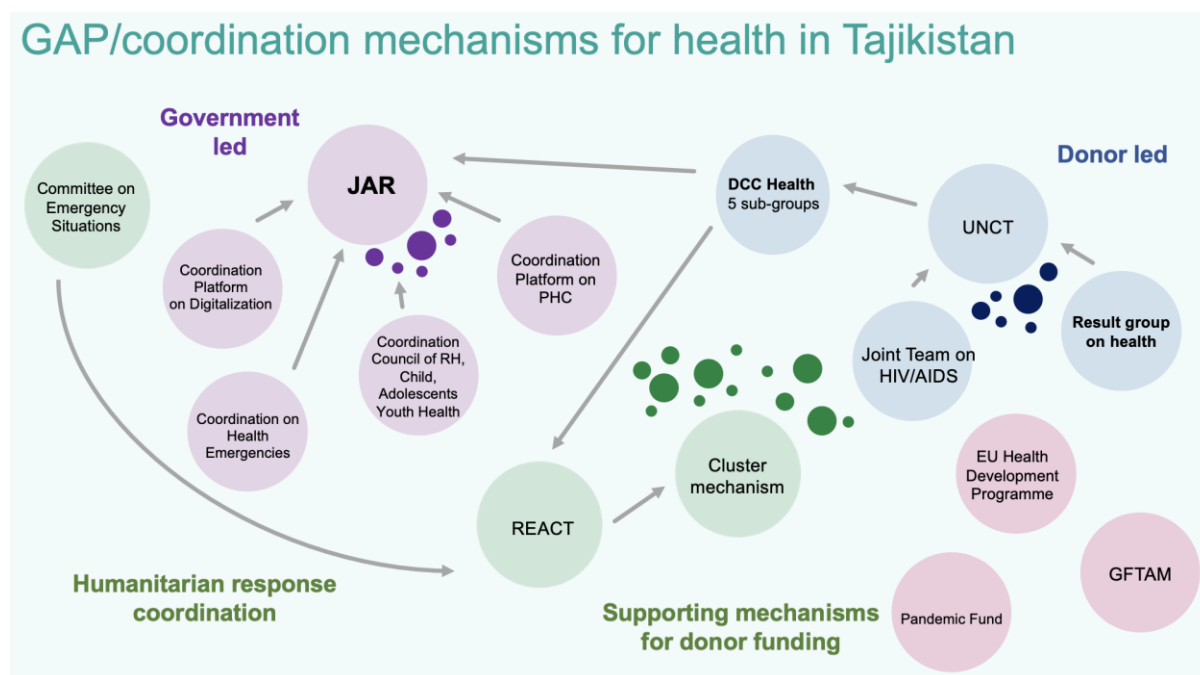 GAP/coordination mechanisms for health in Tajikistan
Government
led
JAR
Committee on
Emergency
Situations
DCC Health
5 sub-groups
Donor led
UNCT
Coordination
Platform
on Digitalization
Coordination
Platform on
PHC
Coordination
Council of RH,
Child,
Adolescents
Youth Health
Joint Team on
HIV/AIDS
Result group
on health
Coordination on
Health
Emergencies
Cluster
mechanism
EU Health
Development
Programme
REACT
GFTAM
Humanitarian response
coordination
Supporting mechanisms
for donor funding
Pandemic Fund